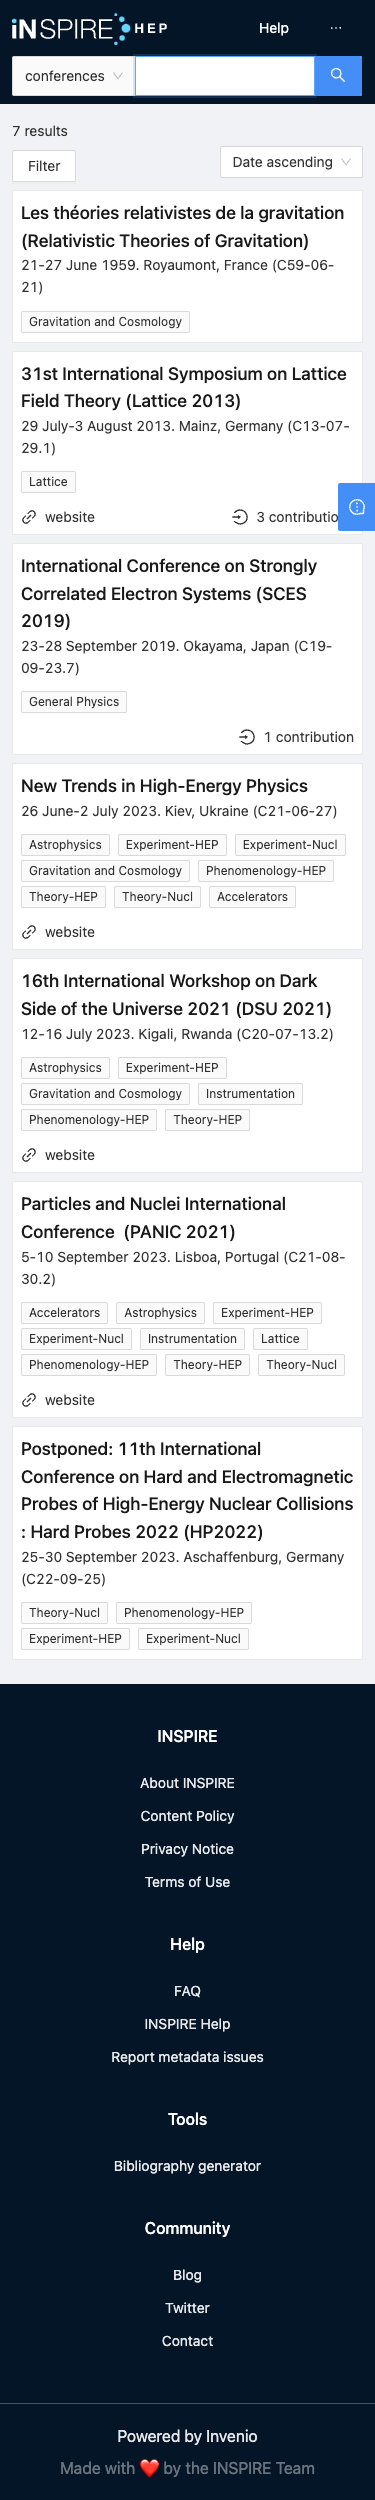 iNSPIRE HEP
Help
···
conferences
7 results
Filter
Date ascending
Les théories relativistes de la gravitation
(Relativistic Theories of Gravitation)
21-27 June 1959. Royaumont, France (C59-06-
21)
Gravitation and Cosmology
31st International Symposium on Lattice
Field Theory (Lattice 2013)
29 July-3 August 2013. Mainz, Germany (C13-07-
29.1)
Lattice
website
3 contributio
International Conference on Strongly
Correlated Electron Systems (SCES
2019)
23-28 September 2019. Okayama, Japan (C19-
09-23.7)
General Physics
1 contribution
New Trends in High-Energy Physics
26 June-2 July 2023. Kiev, Ukraine (C21-06-27)
Astrophysics Experiment-HEP Experiment-Nucl
Gravitation and Cosmology Phenomenology-HEP
Theory-HEP Theory-Nucl Accelerators
website
16th International Workshop on Dark
Side of the Universe 2021 (DSU 2021)
12-16 July 2023. Kigali, Rwanda (C20-07-13.2)
Astrophysics Experiment-HEP
Gravitation and Cosmology Instrumentation
Phenomenology-HEP Theory-HEP
website
Particles and Nuclei International
Conference (PANIC 2021)
5-10 September 2023. Lisboa, Portugal (C21-08-
30.2)
Accelerators Astrophysics Experiment-HEP
Experiment-Nucl Instrumentation Lattice
Phenomenology-HEP Theory-HEP Theory-Nucl
website
Postponed: 11th International
Conference on Hard and Electromagnetic
Probes of High-Energy Nuclear Collisions
: Hard Probes 2022 (HP2022)
25-30 September 2023. Aschaffenburg, Germany
(C22-09-25)
Theory-Nucl Phenomenology-HEP
Experiment-HEP Experiment-Nucl
INSPIRE
About INSPIRE
Content Policy
Privacy Notice
Terms of Use
Help
FAQ
INSPIRE Help
Report metadata issues
Tools
Bibliography generator
Community
Blog
Twitter
Contact
Powered by Invenio
Made with ❤️ by the INSPIRE Team